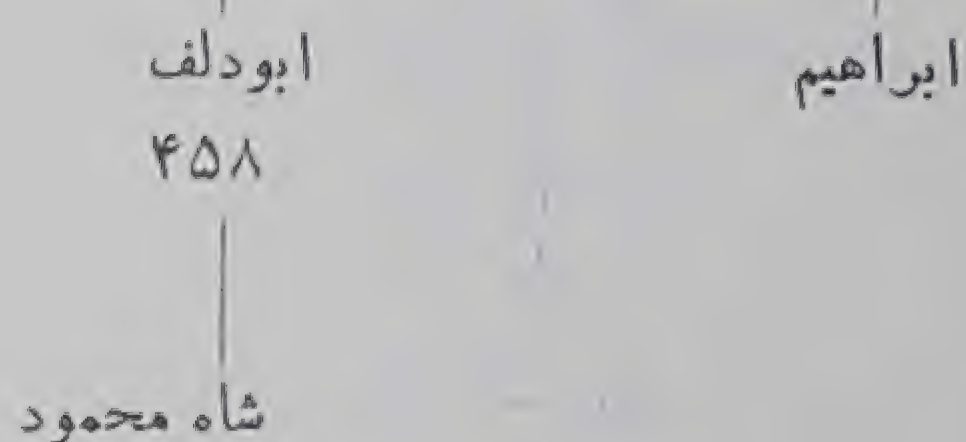 ابراهیم
ابودلف
۴۵۸
شاه محمود